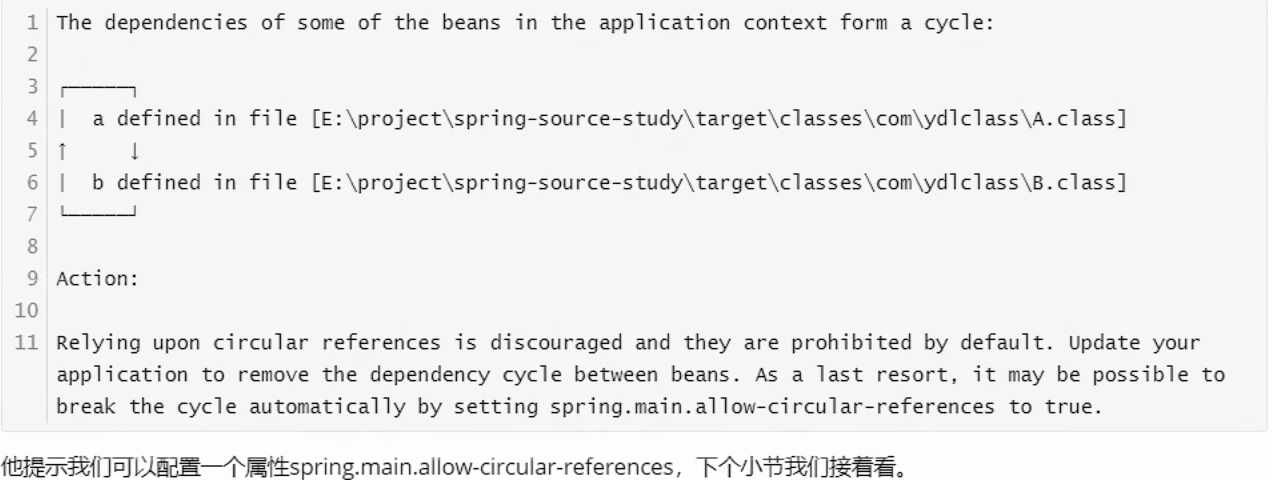 1 The dependencies of some of the beans in the application context form a cycle:
2
3 ┌─────┐
4 |  a defined in file [E:\project\spring-source-study\target\classes\com\ydlclass\A.class]
5 ↑     ↓
6 |  b defined in file [E:\project\spring-source-study\target\classes\com\ydlclass\B.class]
7 └─────┘
8
9 Action:
10
11 Relying upon circular references is discouraged and they are prohibited by default. Update your
application to remove the dependency cycle between beans. As a last resort, it may be possible to
break the cycle automatically by setting spring.main.allow-circular-references to true.
他提示我们可以配置一个属性spring.main.allow-circular-references，下个小节我们接着看。